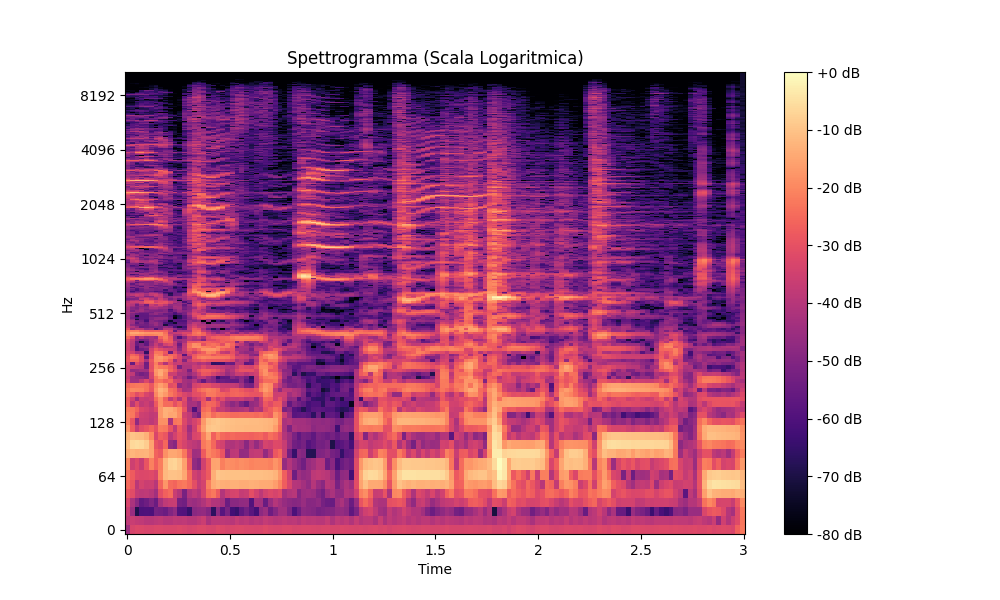 Spettrogramma (Scala Logaritmica)
Hz
8192
4096
2048
1024
512
256
128
64
0
0 0.5 1 1.5 2 2.5 3
Time
+0 dB
-10 dB
-20 dB
-30 dB
-40 dB
-50 dB
-60 dB
-70 dB
-80 dB